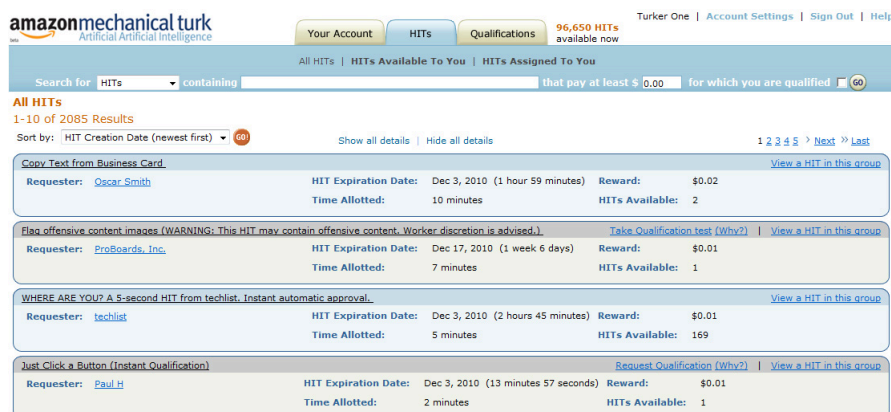 Turker One | Account Settings | Sign Out | Help
amazonmechanical turk
beta Artificial Artificial Intelligence
Your Account HITs Qualifications 96,650 HITs available now
All HITs | HITs Available To You | HITs Assigned To You
Search for HITs containing that pay at least $ 0.00 for which you are qualified GO
All HITs
1-10 of 2085 Results
Sort by: HIT Creation Date (newest first) GO! Show all details | Hide all details 1 2 3 4 5 › Next » Last
Copy Text from Business Card View a HIT in this group
Requester: Oscar Smith HIT Expiration Date: Dec 3, 2010 (1 hour 59 minutes) Reward: $0.02
Time Allotted: 10 minutes HITs Available: 2
Flag offensive content images (WARNING: This HIT may contain offensive content. Worker discretion is advised.) Take Qualification test (Why?) | View a HIT in this group
Requester: ProBoards, Inc. HIT Expiration Date: Dec 17, 2010 (1 week 6 days) Reward: $0.01
Time Allotted: 7 minutes HITs Available: 1
WHERE ARE YOU? A 5-second HIT from techlist. Instant automatic approval. View a HIT in this group
Requester: techlist HIT Expiration Date: Dec 3, 2010 (2 hours 45 minutes) Reward: $0.01
Time Allotted: 5 minutes HITs Available: 169
Just Click a Button (Instant Qualification) Request Qualification (Why?) | View a HIT in this group
Requester: Paul H HIT Expiration Date: Dec 3, 2010 (13 minutes 57 seconds) Reward: $0.01
Time Allotted: 2 minutes HITs Available: 1